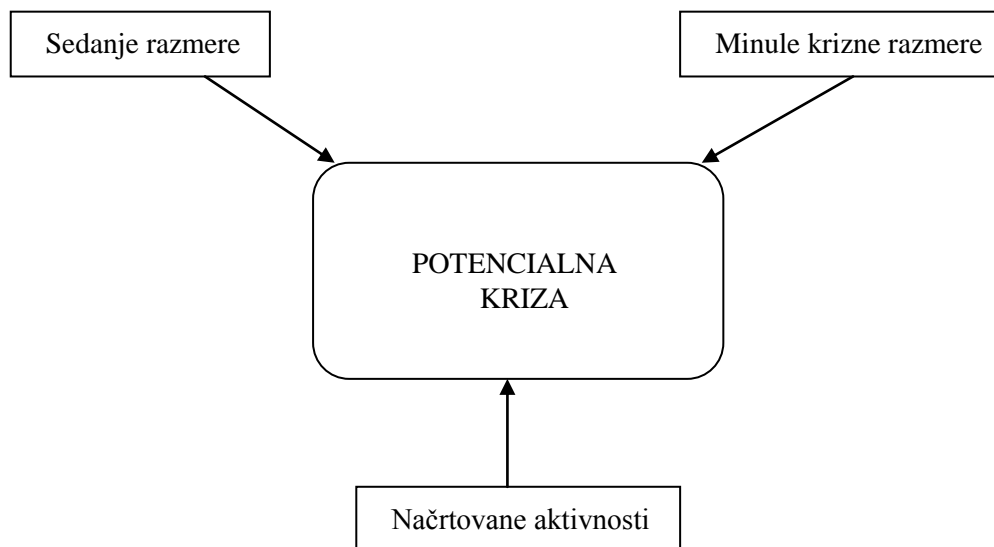 Sedanje razmere
Minule krizne razmere
POTENCIALNA
KRIZA
Načrtovane aktivnosti